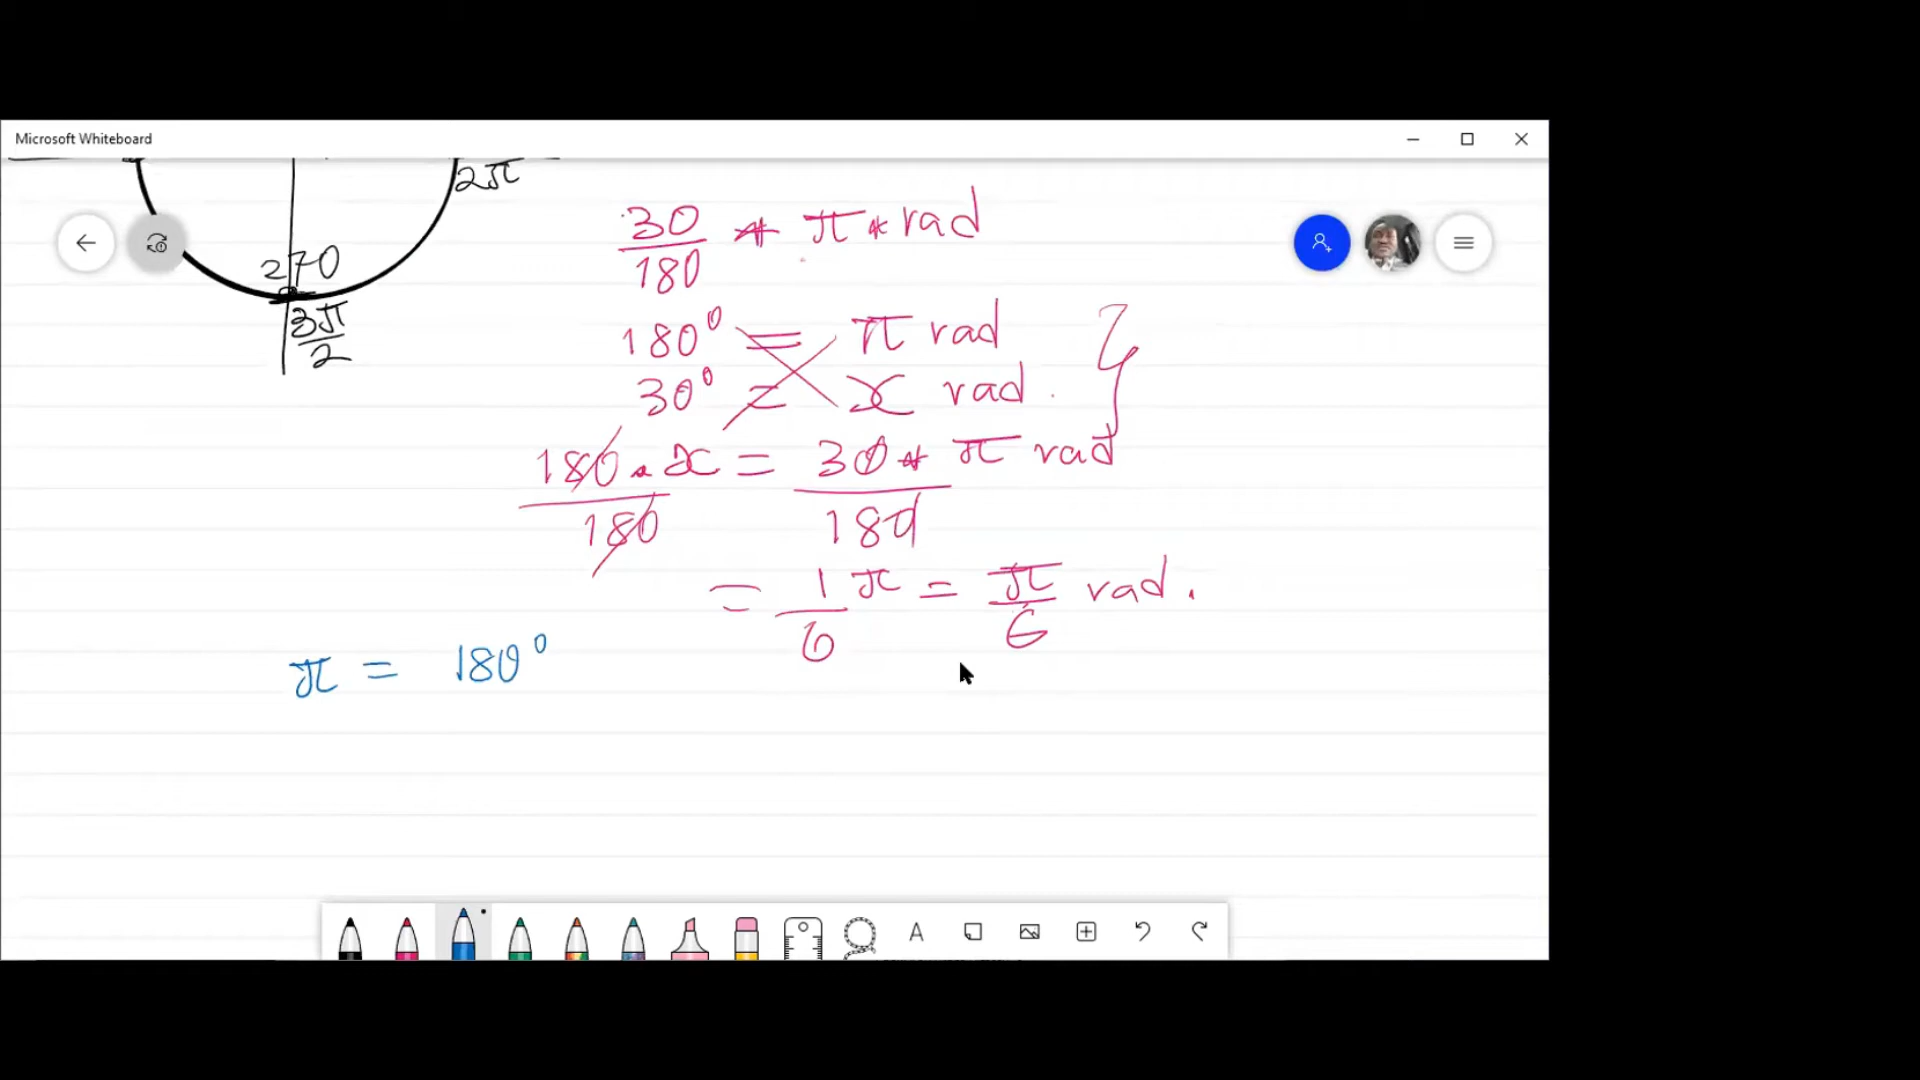 Microsoft Whiteboard
2π
270
3π/2
30/180 * π * rad
180° = π rad
30° = x rad.
180 . x / 180 = 30 * π rad / 180
= 1/6 π = π/6 rad.
π = 180°
A